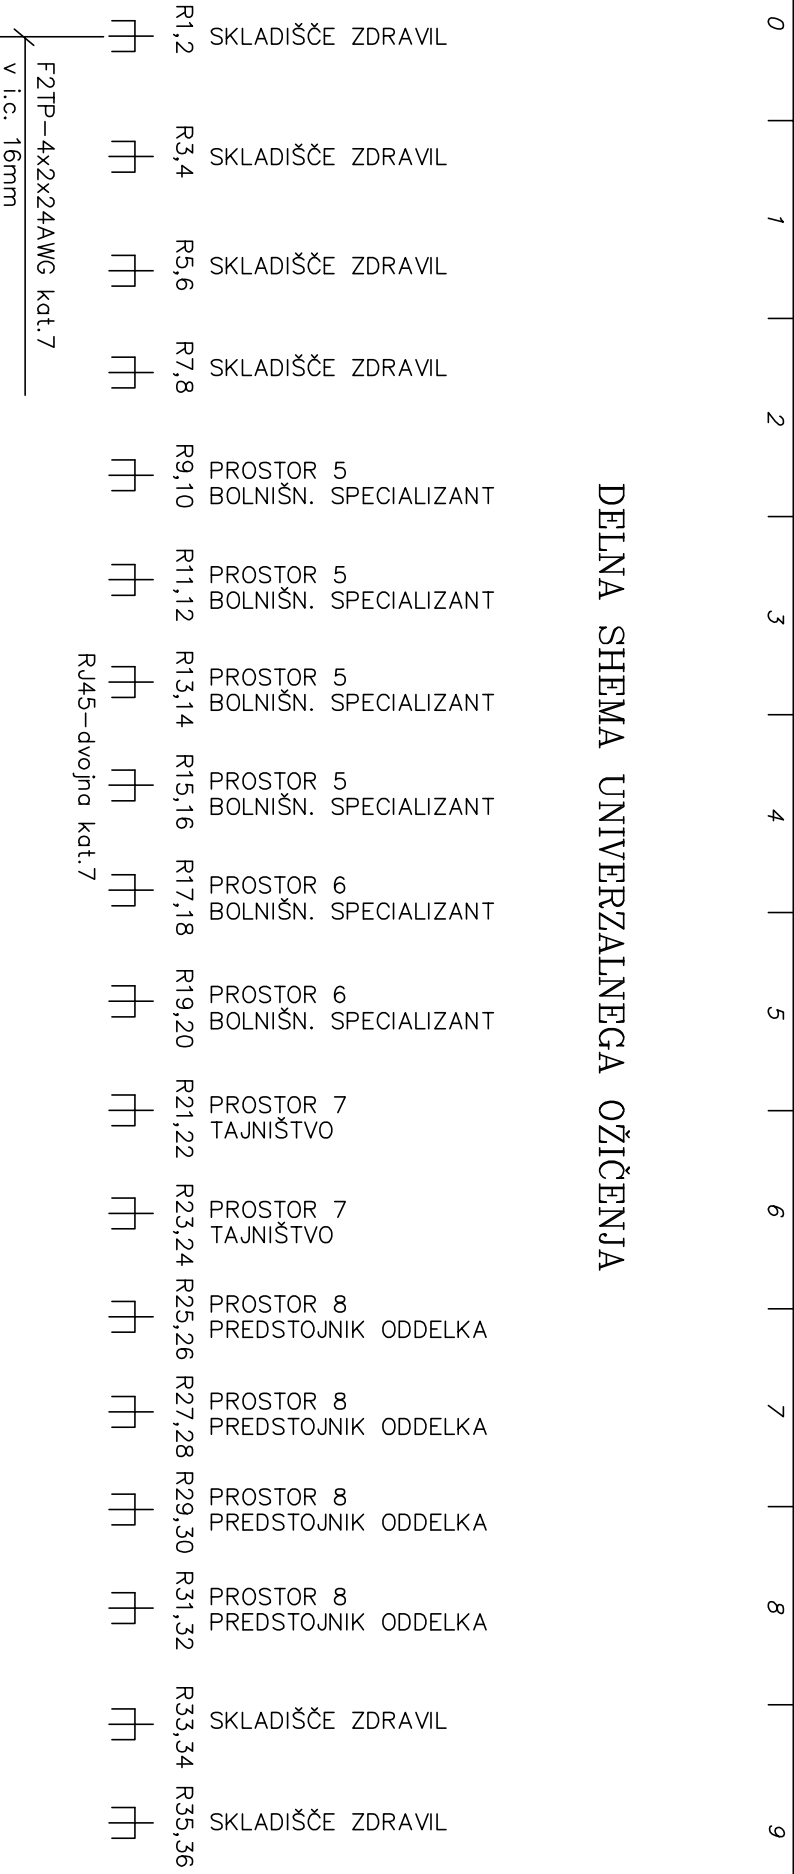 0
1
2
3
4
5
6
7
8
9
DELNA SHEMA UNIVERZALNEGA OŽIČENJA
R1,2
SKLADIŠČE ZDRAVIL
R3,4
SKLADIŠČE ZDRAVIL
R5,6
SKLADIŠČE ZDRAVIL
R7,8
SKLADIŠČE ZDRAVIL
R9,10
PROSTOR 5
BOLNIŠN. SPECIALIZANT
R11,12
PROSTOR 5
BOLNIŠN. SPECIALIZANT
R13,14
PROSTOR 5
BOLNIŠN. SPECIALIZANT
R15,16
PROSTOR 5
BOLNIŠN. SPECIALIZANT
R17,18
PROSTOR 6
BOLNIŠN. SPECIALIZANT
R19,20
PROSTOR 6
BOLNIŠN. SPECIALIZANT
R21,22
PROSTOR 7
TAJNIŠTVO
R23,24
PROSTOR 7
TAJNIŠTVO
R25,26
PROSTOR 8
PREDSTOJNIK ODDELKA
R27,28
PROSTOR 8
PREDSTOJNIK ODDELKA
R29,30
PROSTOR 8
PREDSTOJNIK ODDELKA
R31,32
PROSTOR 8
PREDSTOJNIK ODDELKA
R33,34
SKLADIŠČE ZDRAVIL
R35,36
SKLADIŠČE ZDRAVIL
RJ45-dvojna kat.7
F2TP-4x2x24AWG kat.7
v i.c. 16mm